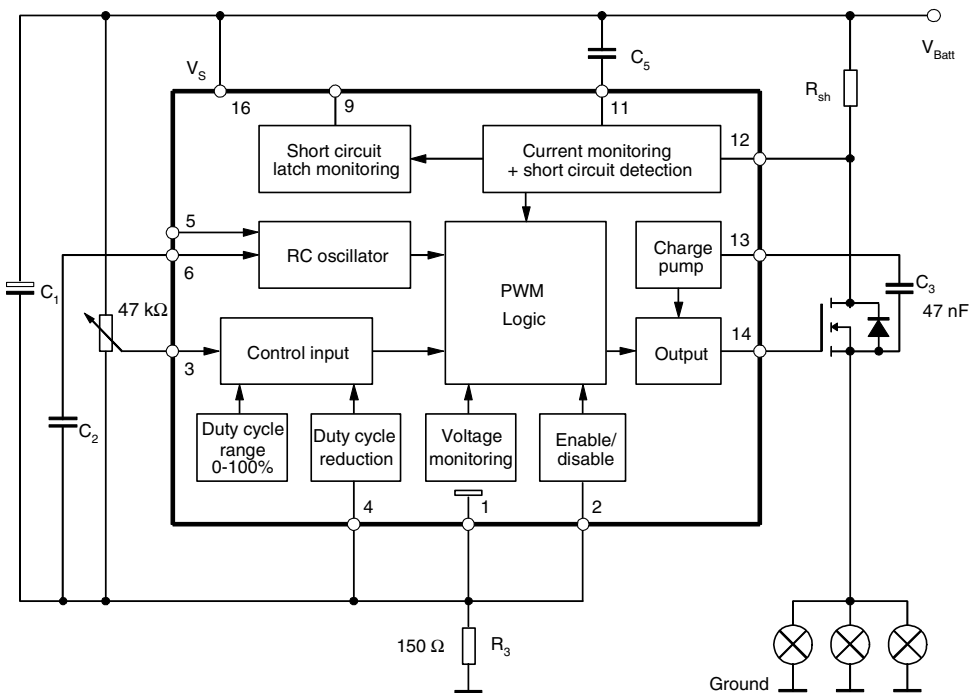 V_Batt
V_S
C_5
R_sh
16
9
11
12
Short circuit
latch monitoring
Current monitoring
+ short circuit detection
5
6
RC oscillator
PWM
Logic
Charge
pump
13
C_3
47 nF
C_1
47 kΩ
3
Control input
Output
14
C_2
Duty cycle
range
0-100%
Duty cycle
reduction
Voltage
monitoring
Enable/
disable
4
1
2
150 Ω
R_3
Ground